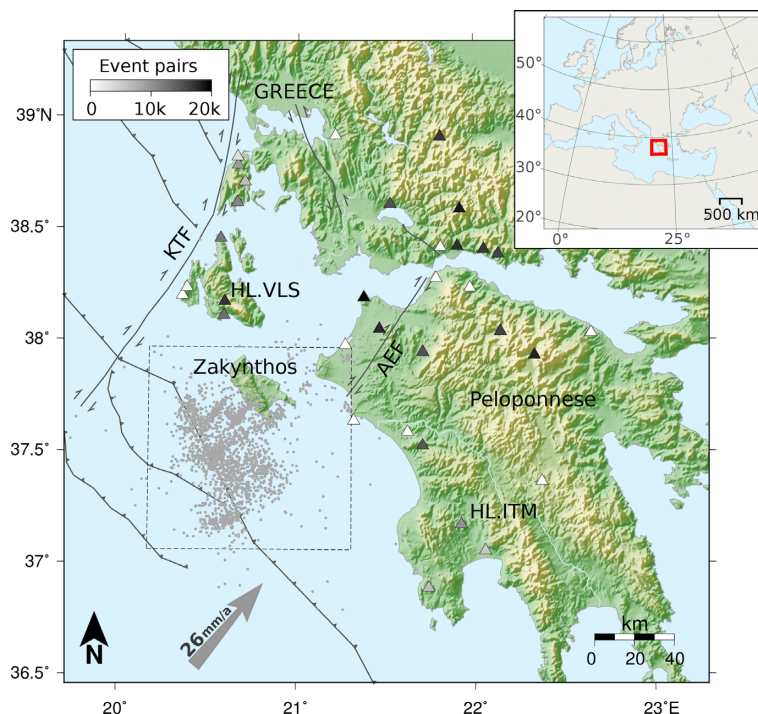 Event pairs
0 10k 20k
GREECE
50°
40°
30°
20°
0° 25°
500 km
39°N
38.5°
38°
37.5°
37°
36.5°
KTF
HL.VLS
Zakynthos
AEF
Peloponnese
HL.ITM
26mm/a
N
km
0 20 40
20° 21° 22° 23°E